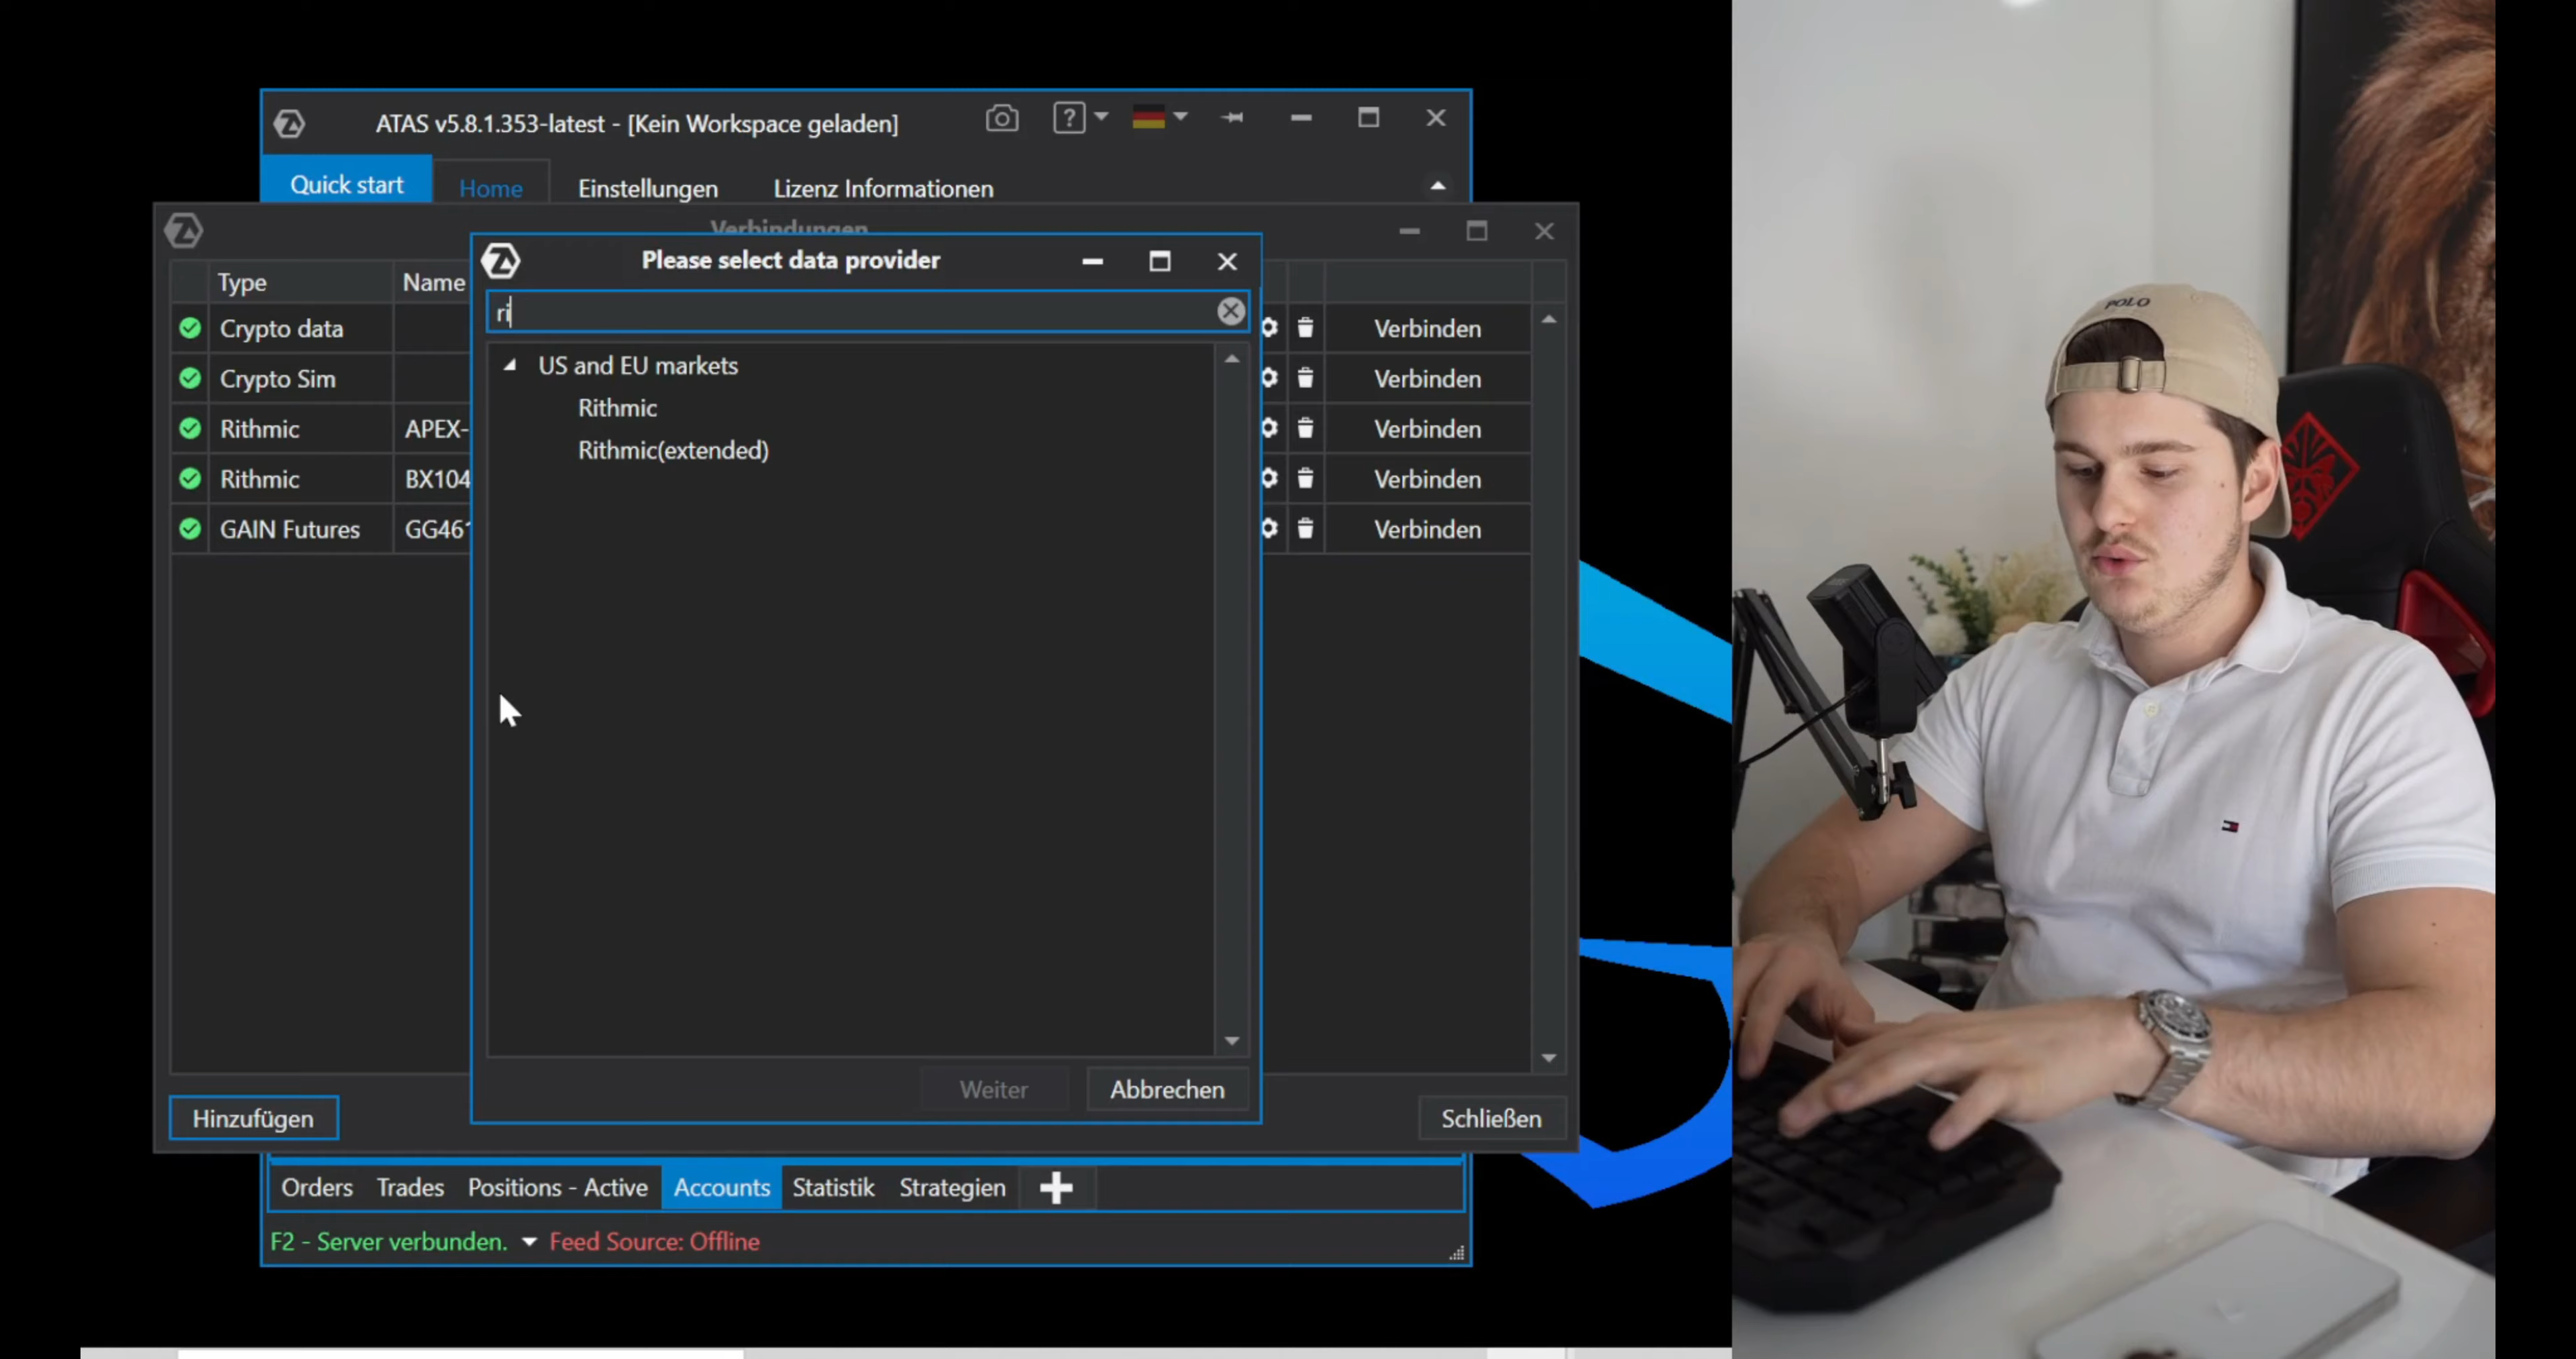 ATAS v5.8.1.353-latest - [Kein Workspace geladen]
Quick start Home Einstellungen Lizenz Informationen
Verbindungen
Please select data provider
ri
US and EU markets
Rithmic
Rithmic(extended)
Weiter Abbrechen
Type Name
Crypto data Verbinden
Crypto Sim Verbinden
Rithmic APEX- Verbinden
Rithmic BX104 Verbinden
GAIN Futures GG461 Verbinden
Hinzufügen Schließen
Orders Trades Positions - Active Accounts Statistik Strategien
F2 - Server verbunden. Feed Source: Offline
POLO